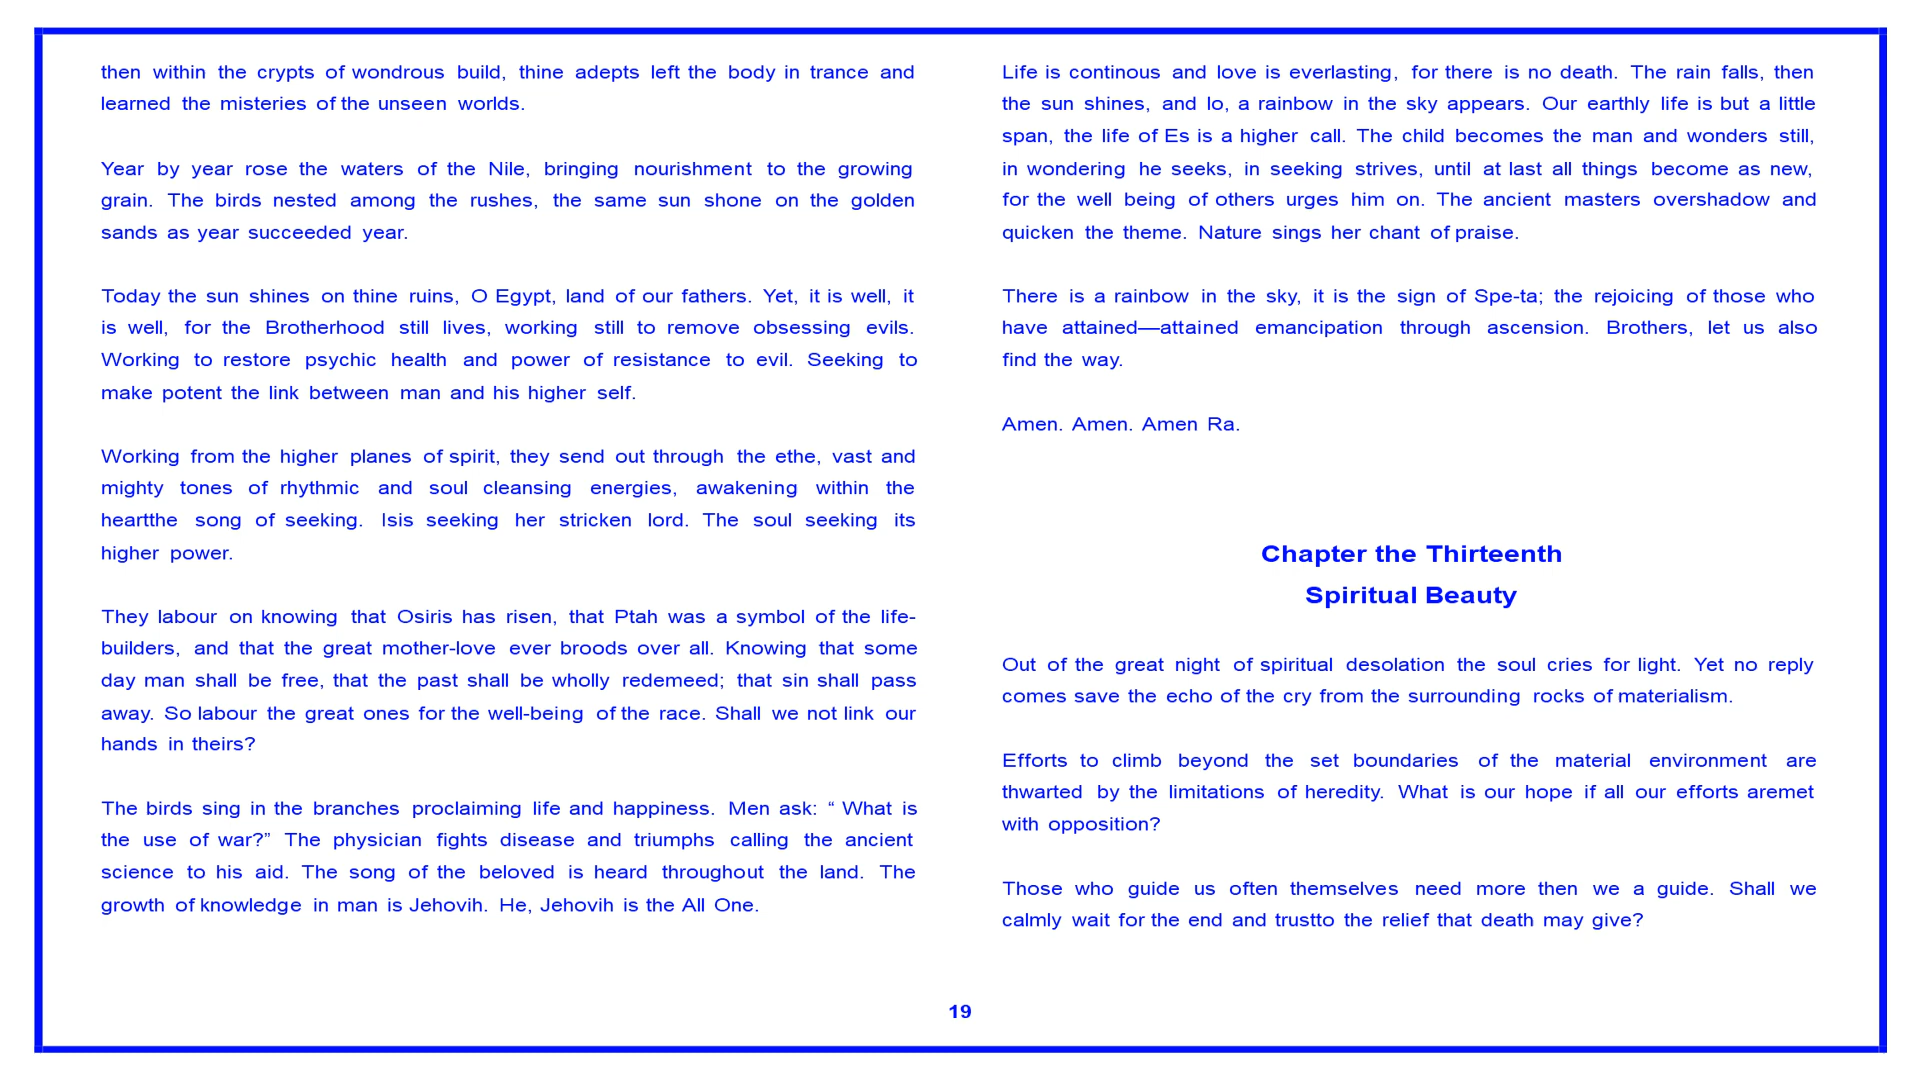 then within the crypts of wondrous build, thine adepts left the body in trance and
learned the misteries of the unseen worlds.
Year by year rose the waters of the Nile, bringing nourishment to the growing
grain. The birds nested among the rushes, the same sun shone on the golden
sands as year succeeded year.
Today the sun shines on thine ruins, O Egypt, land of our fathers. Yet, it is well, it
is well, for the Brotherhood still lives, working still to remove obsessing evils.
Working to restore psychic health and power of resistance to evil. Seeking to
make potent the link between man and his higher self.
Working from the higher planes of spirit, they send out through the ethe, vast and
mighty tones of rhythmic and soul cleansing energies, awakening within the
heartthe song of seeking. Isis seeking her stricken lord. The soul seeking its
higher power.
They labour on knowing that Osiris has risen, that Ptah was a symbol of the life-
builders, and that the great mother-love ever broods over all. Knowing that some
day man shall be free, that the past shall be wholly redemeed; that sin shall pass
away. So labour the great ones for the well-being of the race. Shall we not link our
hands in theirs?
The birds sing in the branches proclaiming life and happiness. Men ask: “ What is
the use of war?” The physician fights disease and triumphs calling the ancient
science to his aid. The song of the beloved is heard throughout the land. The
growth of knowledge in man is Jehovih. He, Jehovih is the All One.
Life is continous and love is everlasting, for there is no death. The rain falls, then
the sun shines, and lo, a rainbow in the sky appears. Our earthly life is but a little
span, the life of Es is a higher call. The child becomes the man and wonders still,
in wondering he seeks, in seeking strives, until at last all things become as new,
for the well being of others urges him on. The ancient masters overshadow and
quicken the theme. Nature sings her chant of praise.
There is a rainbow in the sky, it is the sign of Spe-ta; the rejoicing of those who
have attained—attained emancipation through ascension. Brothers, let us also
find the way.
Amen. Amen. Amen Ra.
Chapter the Thirteenth
Spiritual Beauty
Out of the great night of spiritual desolation the soul cries for light. Yet no reply
comes save the echo of the cry from the surrounding rocks of materialism.
Efforts to climb beyond the set boundaries of the material environment are
thwarted by the limitations of heredity. What is our hope if all our efforts aremet
with opposition?
Those who guide us often themselves need more then we a guide. Shall we
calmly wait for the end and trustto the relief that death may give?
19